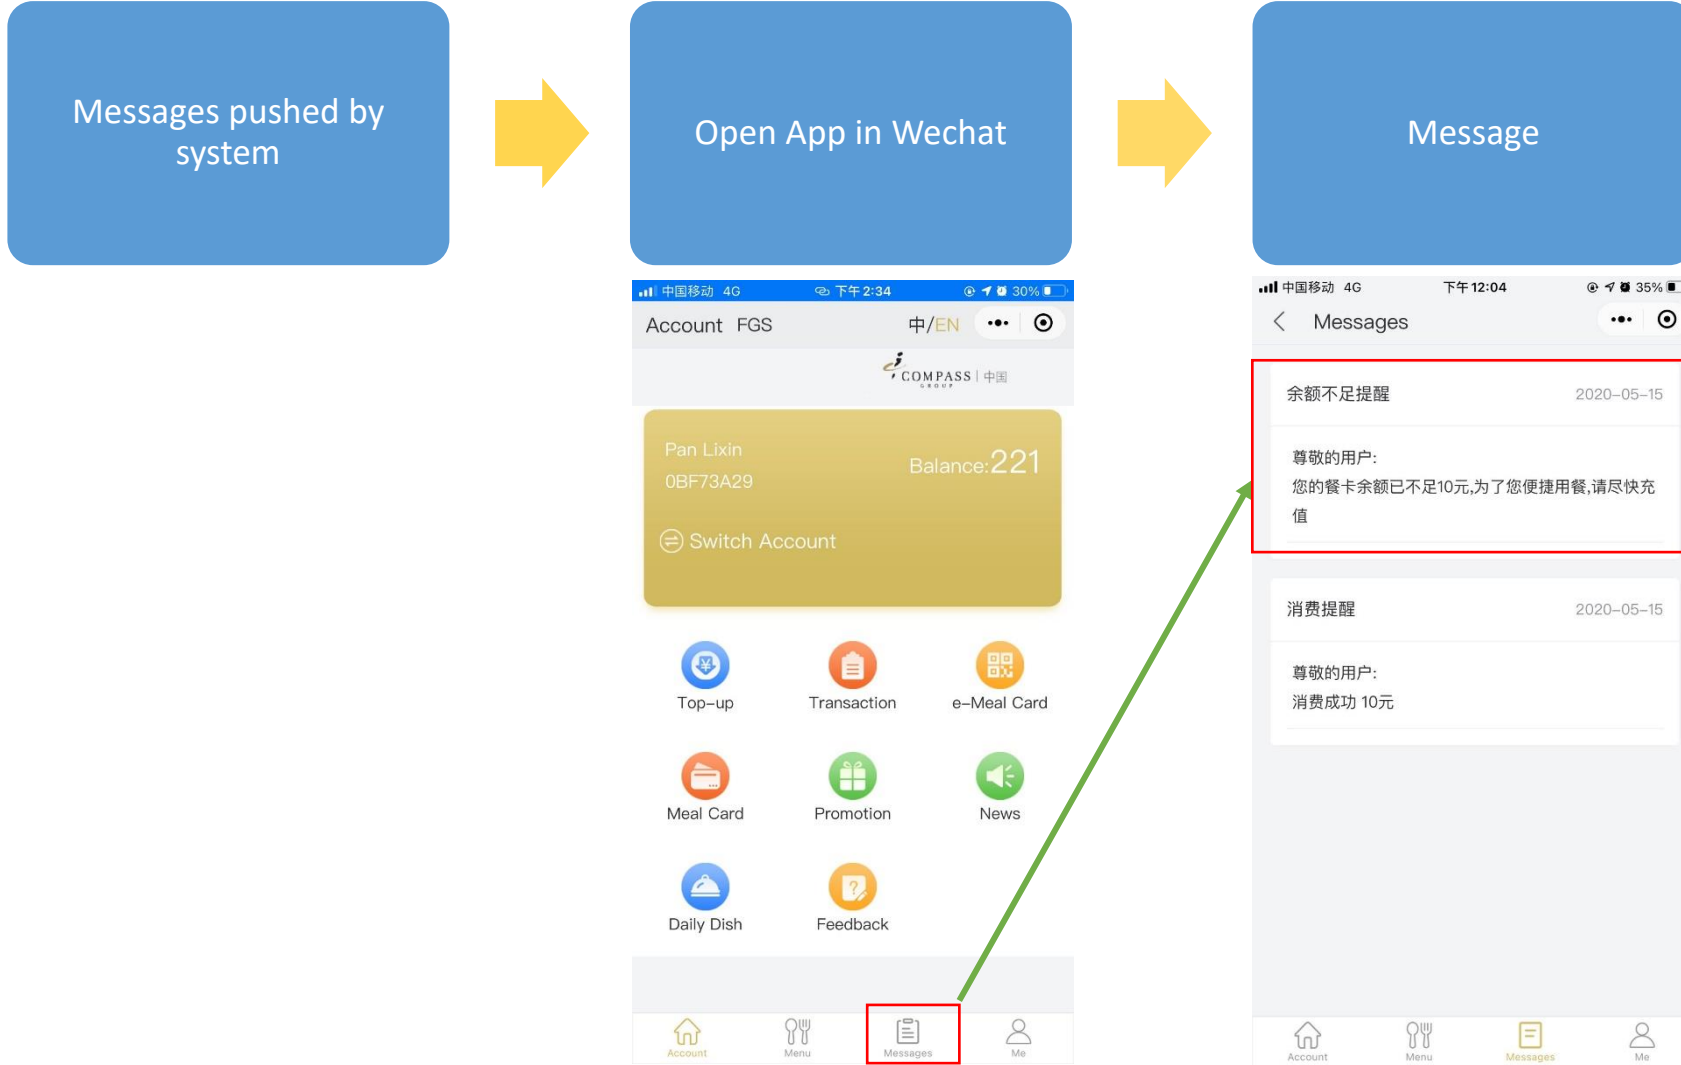 Messages pushed by
system
Open App in Wechat
Message
中国移动 4G 下午2:34 30%
Account FGS 中/EN
COMPASS 中国
GROUP
Pan Lixin
0BF73A29
Balance:221
Switch Account
Top-up Transaction e-Meal Card
Meal Card Promotion News
Daily Dish Feedback
Account Menu Messages Me
中国移动 4G 下午12:04 35%
Messages
余额不足提醒 2020-05-15
尊敬的用户:
您的餐卡余额已不足10元,为了您便捷用餐,请尽快充
值
消费提醒 2020-05-15
尊敬的用户:
消费成功 10元
Account Menu Messages Me